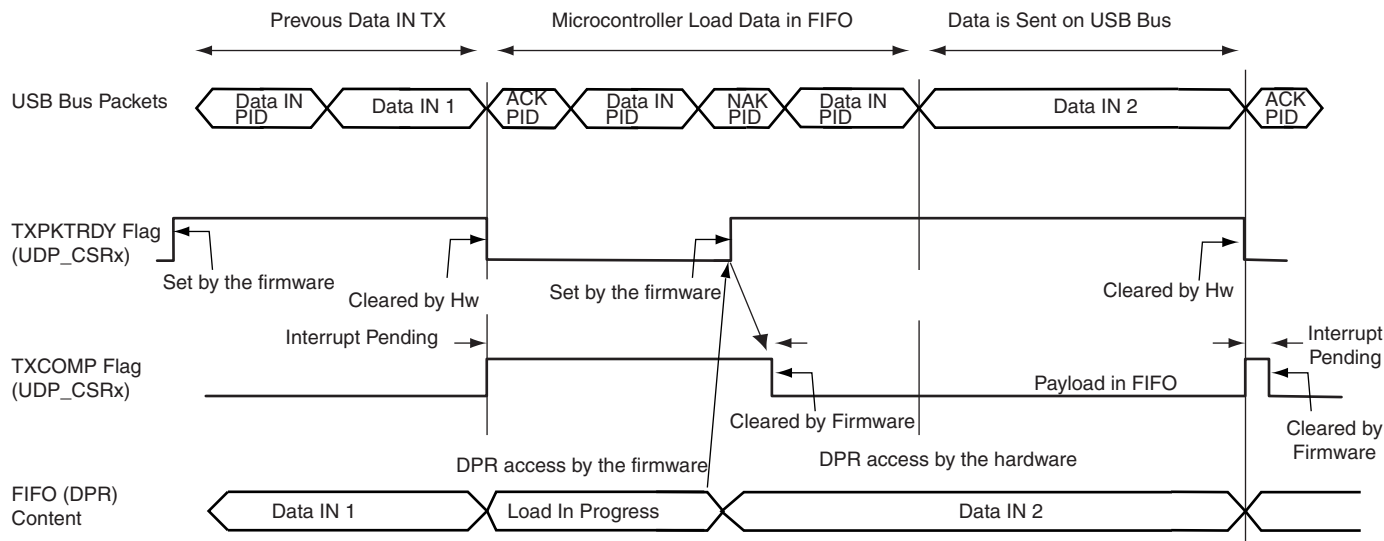 Prevous Data IN TX
Microcontroller Load Data in FIFO
Data is Sent on USB Bus
USB Bus Packets
Data IN
PID
Data IN 1
ACK
PID
Data IN
PID
NAK
PID
Data IN
PID
Data IN 2
ACK
PID
TXPKTRDY Flag
(UDP_CSRx)
Set by the firmware
Cleared by Hw
Set by the firmware
Cleared by Hw
Interrupt Pending
Interrupt
Pending
TXCOMP Flag
(UDP_CSRx)
Payload in FIFO
Cleared by Firmware
Cleared by
Firmware
DPR access by the firmware
DPR access by the hardware
FIFO (DPR)
Content
Data IN 1
Load In Progress
Data IN 2